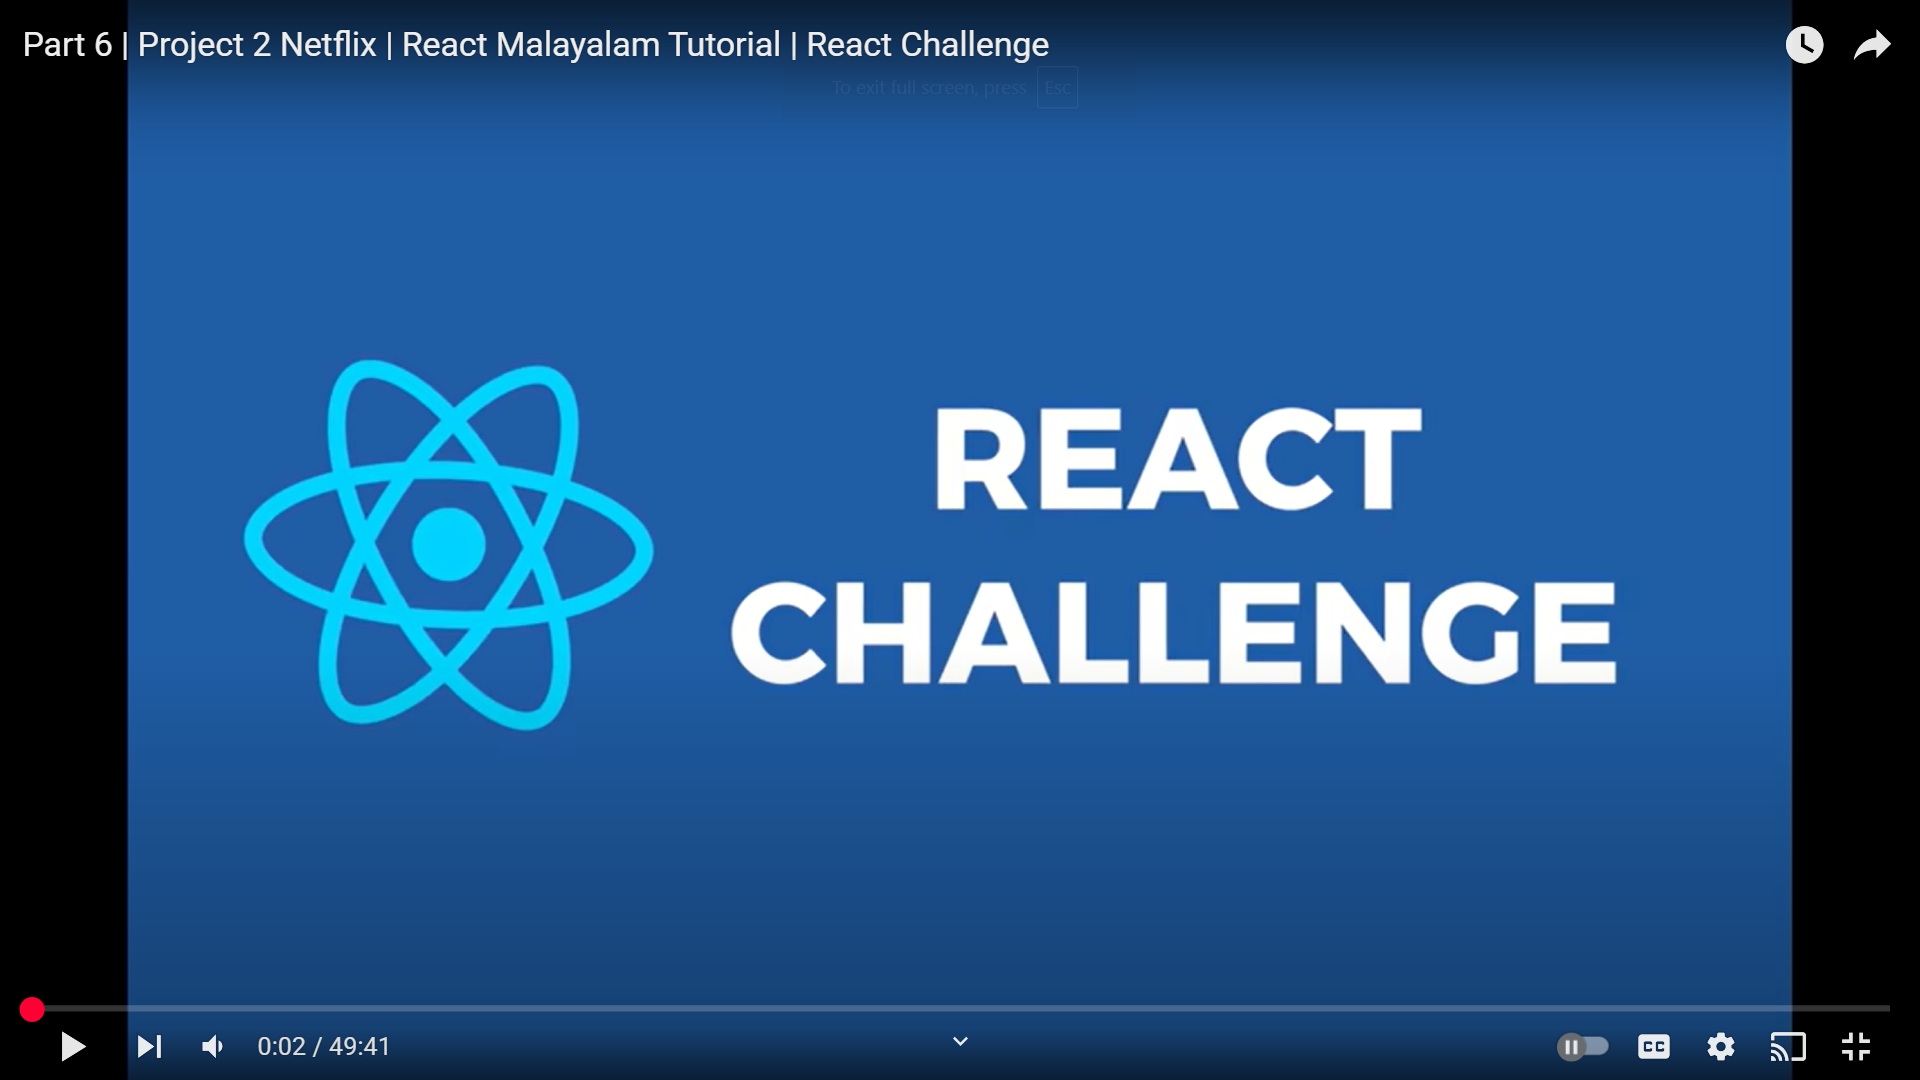 Part 6 | Project 2 Netflix | React Malayalam Tutorial | React Challenge
To exit full screen, press Esc
REACT
CHALLENGE
0:02 / 49:41
CC